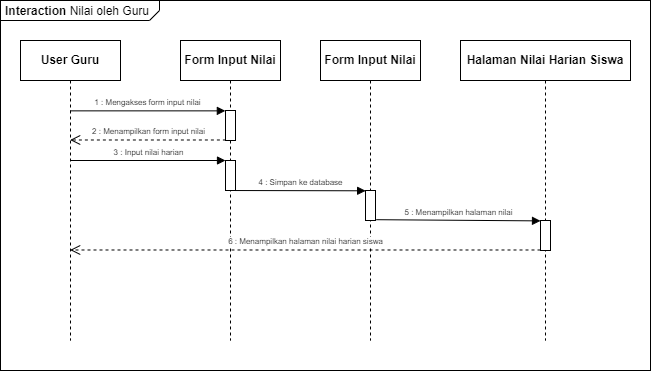 Interaction Nilai oleh Guru
User Guru
Form Input Nilai
Form Input Nilai
Halaman Nilai Harian Siswa
1 : Mengakses form input nilai
2 : Menampilkan form input nilai
3 : Input nilai harian
4 : Simpan ke database
5 : Menampilkan halaman nilai
6 : Menampilkan halaman nilai harian siswa